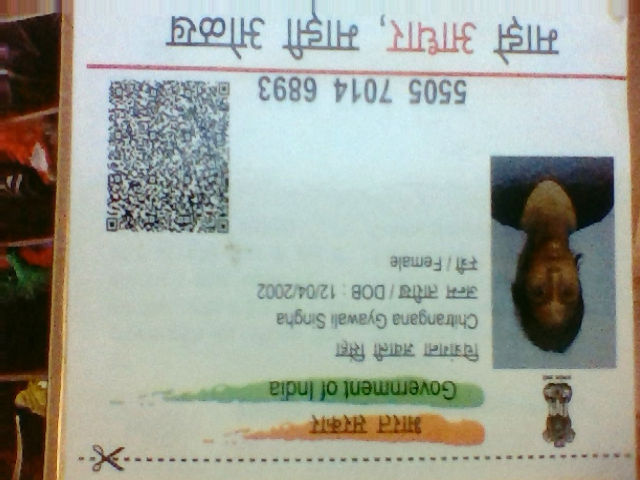 भारत सरकार
Government of India
चित्रांगना ज्ञवाली सिंहा
Chitrangana Gyawali Singha
जन्म तारीख / DOB : 12/04/2002
स्त्री / Female
5505 7014 6893
माझे आधार, माझी ओळख